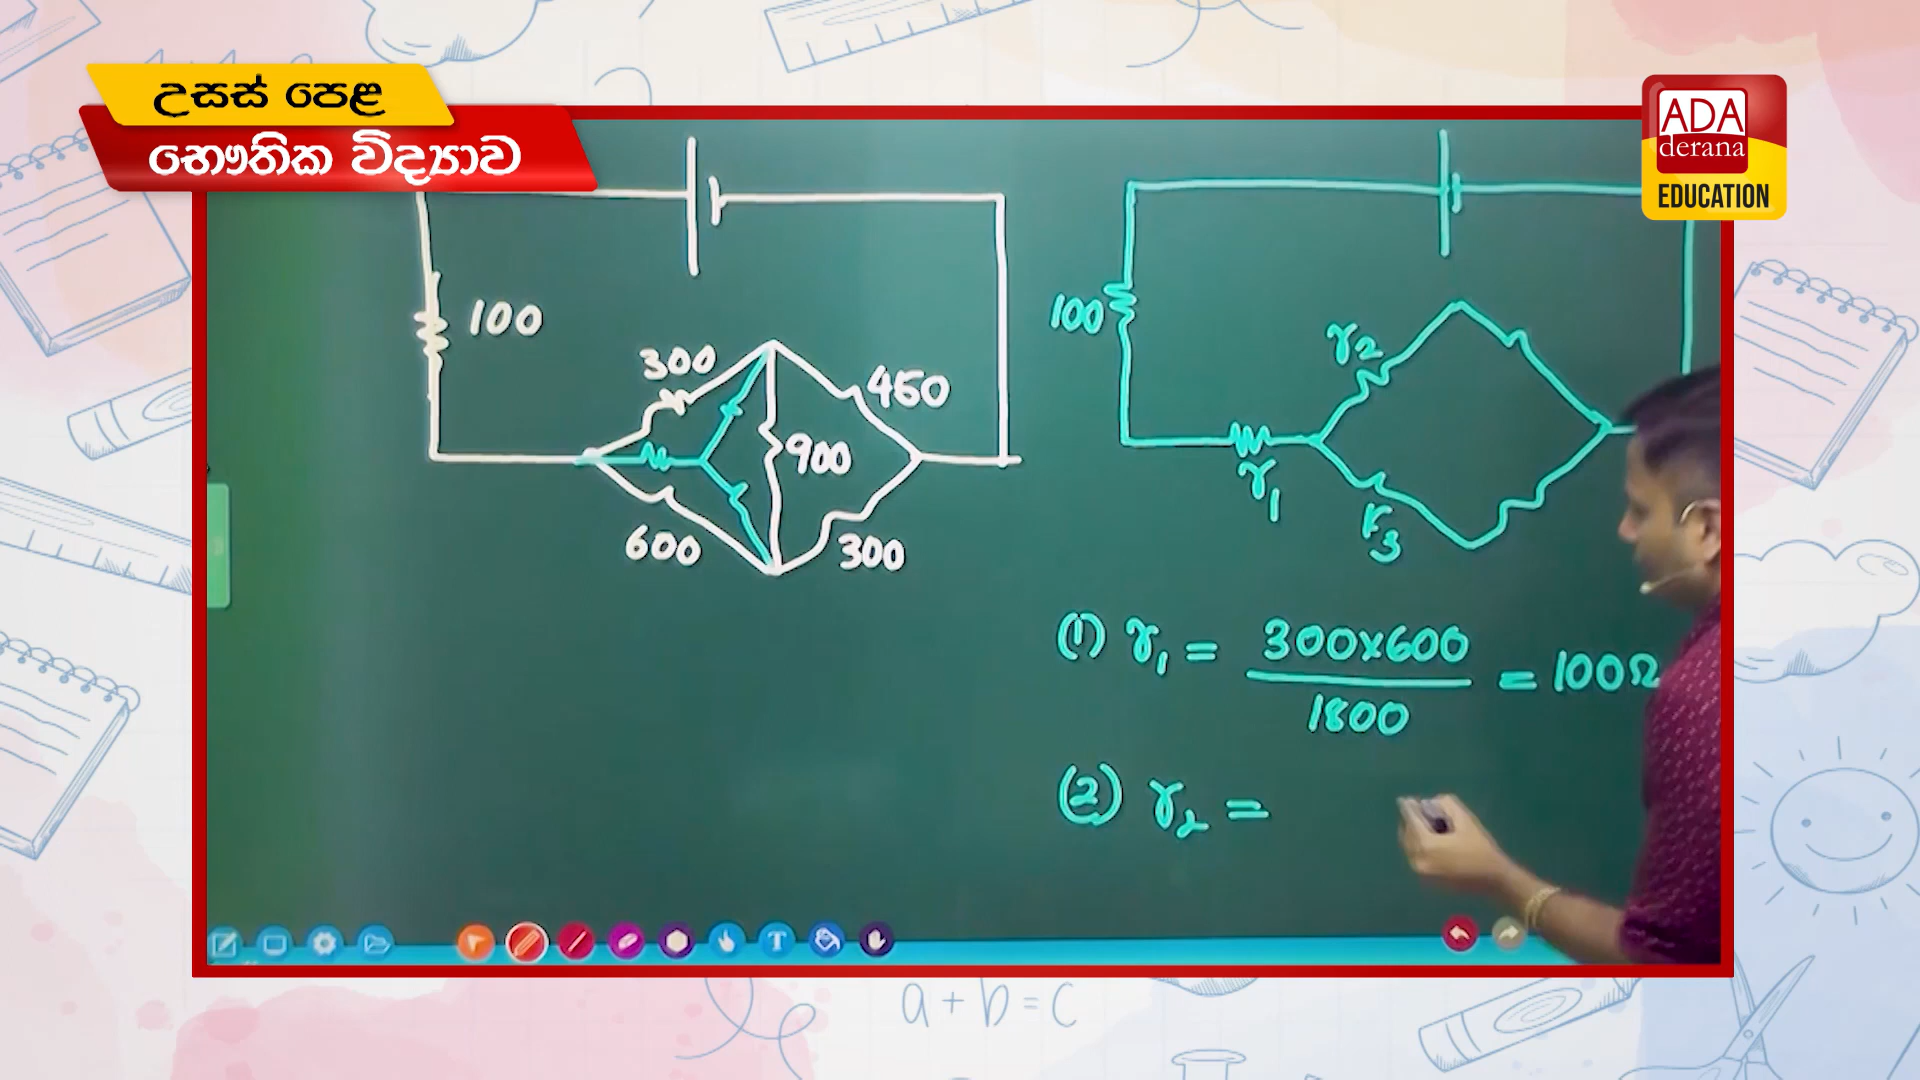 උසස් පෙළ
භෞතික විද්‍යාව
ADA
derana
EDUCATION
100
300
450
900
600
300
100
r2
r1
r3
(1) r1 = 300x600 / 1800 = 100Ω
(2) r2 =
T
a + b = c